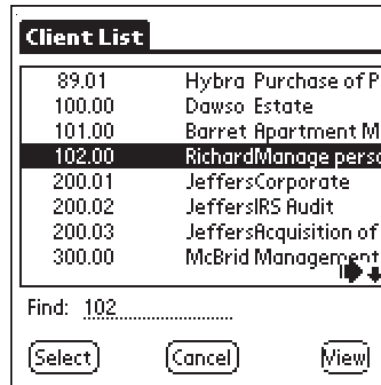 Client List
89.01 Hybra Purchase of P
100.00 Dawso Estate
101.00 Barret Apartment M
102.00 RichardManage perso
200.01 JeffersCorporate
200.02 JeffersIRS Audit
200.03 JeffersAcquisition of
300.00 McBrid Management
Find: 102
Select Cancel View